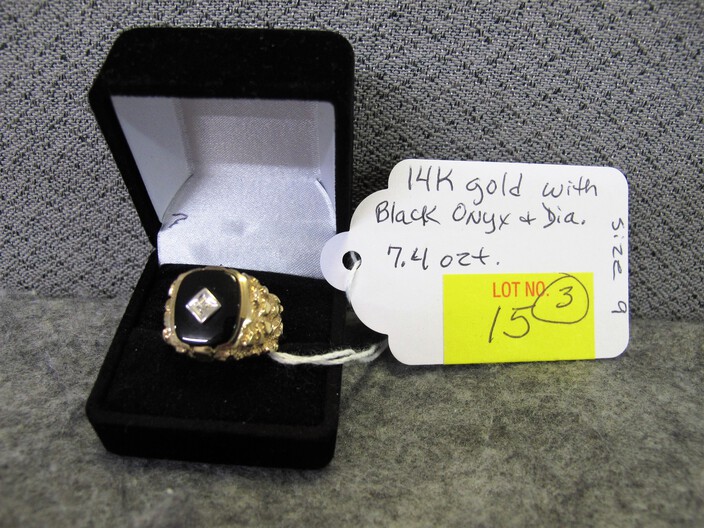 14K gold with
Black Onyx + Dia.
7.4 ozt.
Size 9
LOT NO.
15 3